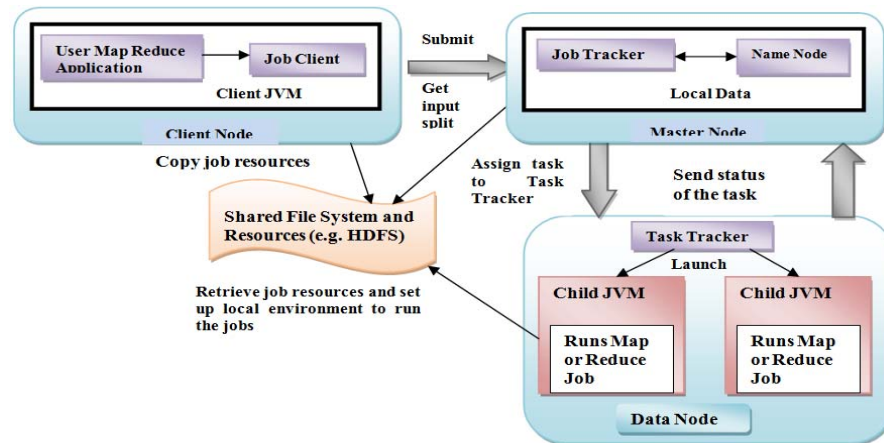 User Map Reduce
Application
Job Client
Client JVM
Client Node
Submit
Get
input
split
Job Tracker
Name Node
Local Data
Master Node
Copy job resources
Assign task
to Task
Tracker
Send status
of the task
Shared File System and
Resources (e.g. HDFS)
Retrieve job resources and set
up local environment to run
the jobs
Task Tracker
Launch
Child JVM
Runs Map
or Reduce
Job
Child JVM
Runs Map
or Reduce
Job
Data Node